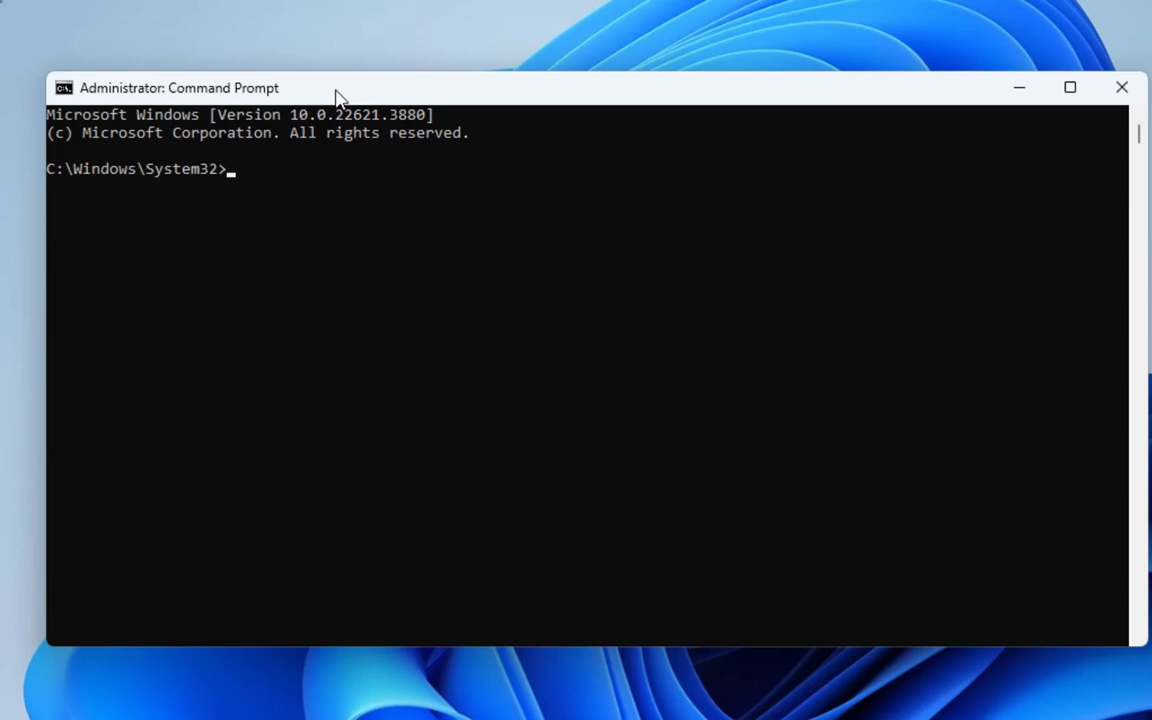 Administrator: Command Prompt
Microsoft Windows [Version 10.0.22621.3880]
(c) Microsoft Corporation. All rights reserved.
C:\Windows\System32>